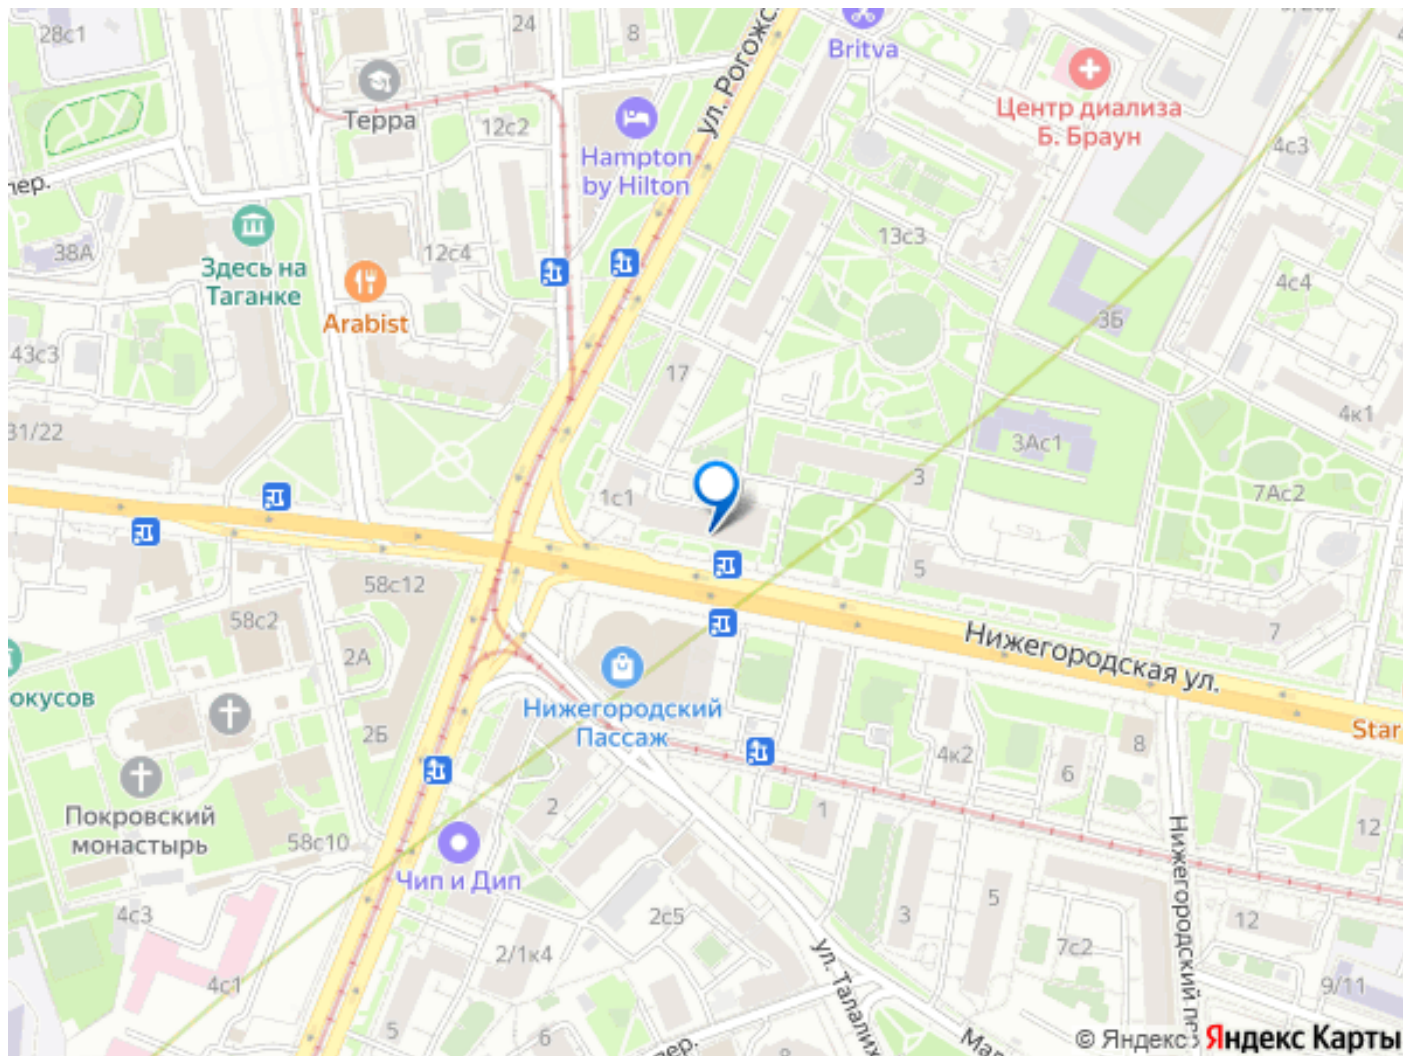 28с1
24
8
ул. Рогожс
Britva
Центр диализа
Б. Браун
Терра
12с2
Hampton
by Hilton
4с3
пер.
38А
12с4
13с3
Здесь на
Таганке
Arabist
4с4
3Б
43с3
17
4к1
31/22
3Ас1
3
7Ас2
1с1
58с12
5
58с2
2А
Нижегородская ул.
7
окусов
Нижегородский
Пассаж
2Б
Star
4к2
8
6
Покровский
монастырь
58с10
2
1
12
Чип и Дип
Нижегородский
4с3
2с5
3
5
12
7с2
2/1к4
ул. Талалих
4с1
9/11
5
6
пер.
Мал
© Яндекс Яндекс Карты